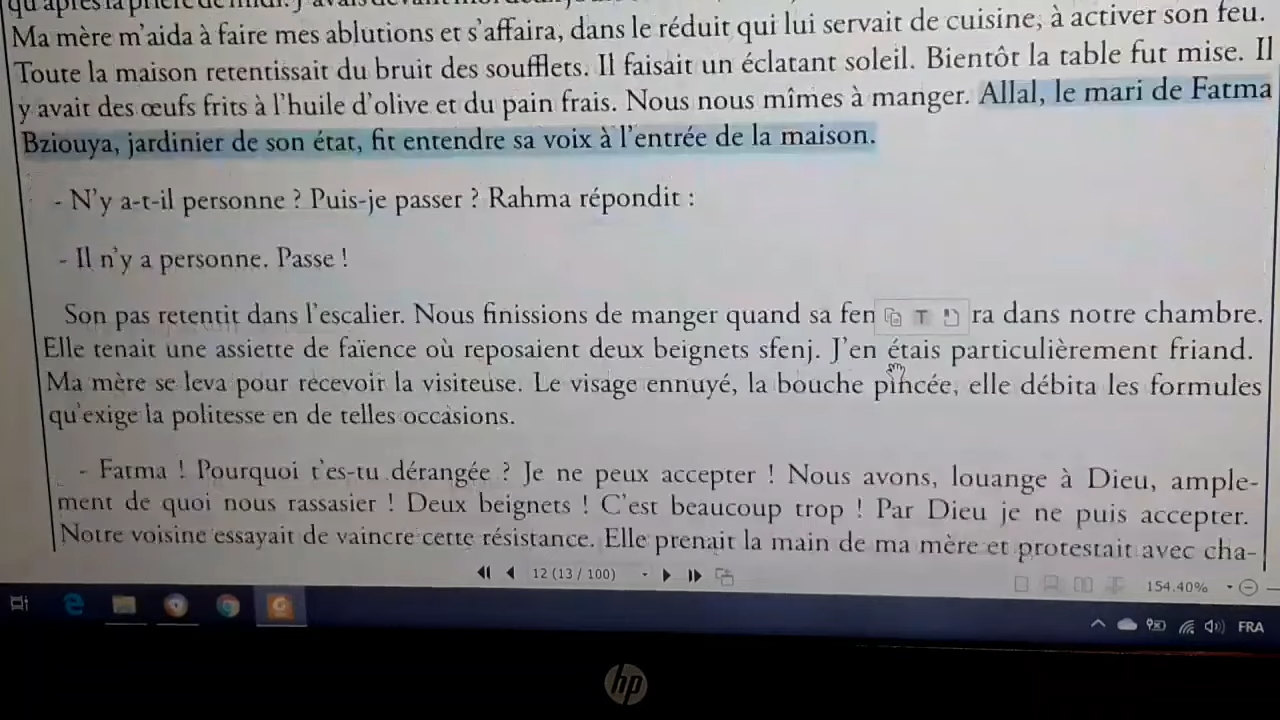 Ma mère m'aida à faire mes ablutions et s'affaira, dans le réduit qui lui servait de cuisine, à activer son feu.
Toute la maison retentissait du bruit des soufflets. Il faisait un éclatant soleil. Bientôt la table fut mise. Il
y avait des œufs frits à l'huile d'olive et du pain frais. Nous nous mîmes à manger. Allal, le mari de Fatma
Bziouya, jardinier de son état, fit entendre sa voix à l'entrée de la maison.
- N'y a-t-il personne ? Puis-je passer ? Rahma répondit :
- Il n'y a personne. Passe !
Son pas retentit dans l'escalier. Nous finissions de manger quand sa ra dans notre chambre.
Elle tenait une assiette de faïence où reposaient deux beignets sfenj. J'en étais particulièrement friand.
Ma mère se leva pour recevoir la visiteuse. Le visage ennuyé, la bouche pincée, elle débita les formules
qu'exige la politesse en de telles occasions.
- Fatma ! Pourquoi t'es-tu dérangée ? Je ne peux accepter ! Nous avons, louange à Dieu, ample-
ment de quoi nous rassasier ! Deux beignets ! C'est beaucoup trop ! Par Dieu je ne puis accepter.
Notre voisine essayait de vaincre cette résistance. Elle prenait la main de ma mère et protestait avec cha-
12 (13 / 100)
154.40%
FRA
hp